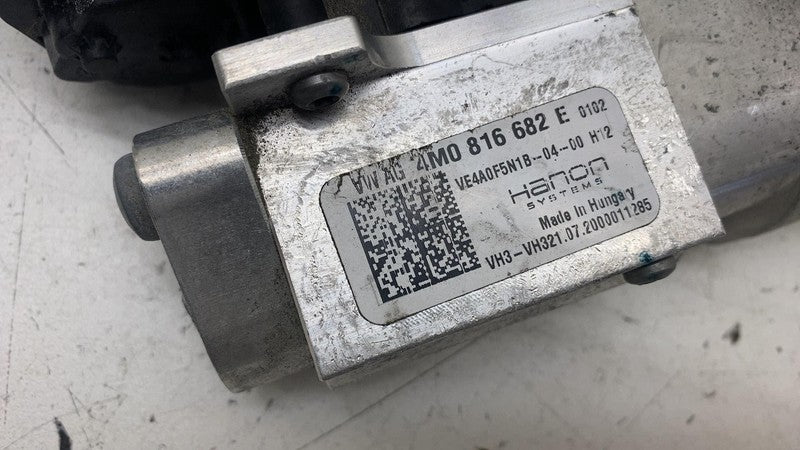 VW AG 4M0 816 682 E 0102
VE4A0F5N1B-04-00 H12
Hanon
SYSTEMS
Made in Hungary
VH3-VH321.07.2000011285